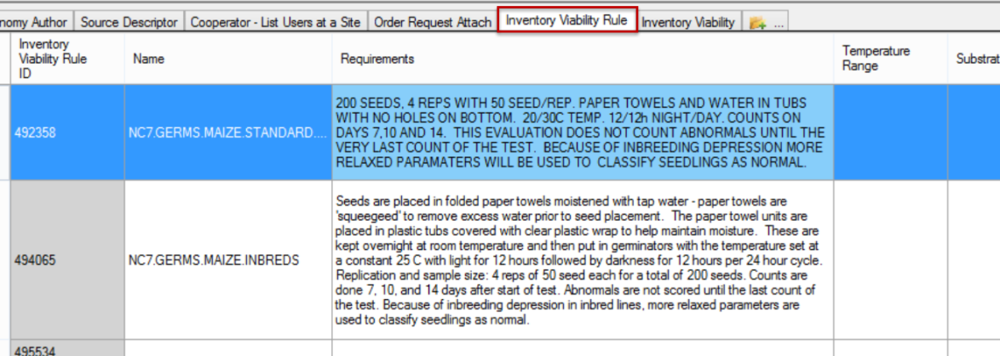 nomy Author Source Descriptor Cooperator - List Users at a Site Order Request Attach Inventory Viability Rule Inventory Viability ...
Inventory
Viability Rule
ID
Name
Requirements
Temperature
Range
Substrat
492358
NC7.GERMS.MAIZE.STANDARD....
200 SEEDS, 4 REPS WITH 50 SEED/REP. PAPER TOWELS AND WATER IN TUBS
WITH NO HOLES ON BOTTOM. 20/30C TEMP. 12/12h NIGHT/DAY. COUNTS ON
DAYS 7,10 AND 14. THIS EVALUATION DOES NOT COUNT ABNORMALS UNTIL THE
VERY LAST COUNT OF THE TEST. BECAUSE OF INBREEDING DEPRESSION MORE
RELAXED PARAMATERS WILL BE USED TO CLASSIFY SEEDLINGS AS NORMAL.
494065
NC7.GERMS.MAIZE.INBREDS
Seeds are placed in folded paper towels moistened with tap water - paper towels are
'squeegeed' to remove excess water prior to seed placement. The paper towel units are
placed in plastic tubs covered with clear plastic wrap to help maintain moisture. These are
kept overnight at room temperature and then put in germinators with the temperature set at
a constant 25 C with light for 12 hours followed by darkness for 12 hours per 24 hour cycle.
Replication and sample size: 4 reps of 50 seed each for a total of 200 seeds. Counts are
done 7, 10, and 14 days after start of test. Abnormals are not scored until the last count of
the test. Because of inbreeding depression in inbred lines, more relaxed parameters are
used to classify seedlings as normal.
495534